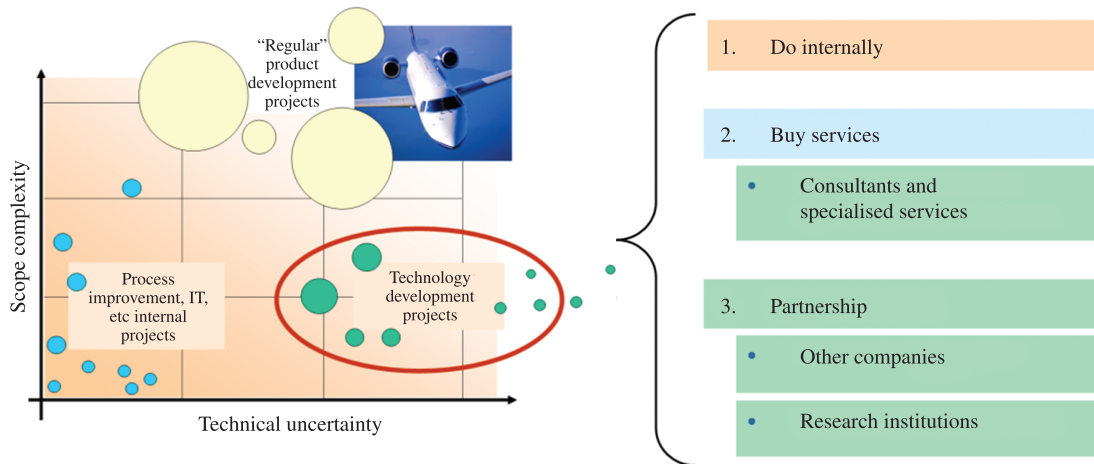 “Regular”
product
development
projects
Scope complexity
Process
improvement, IT,
etc internal
projects
Technology
development
projects
Technical uncertainty
1. Do internally
2. Buy services
• Consultants and
specialised services
3. Partnership
• Other companies
• Research institutions